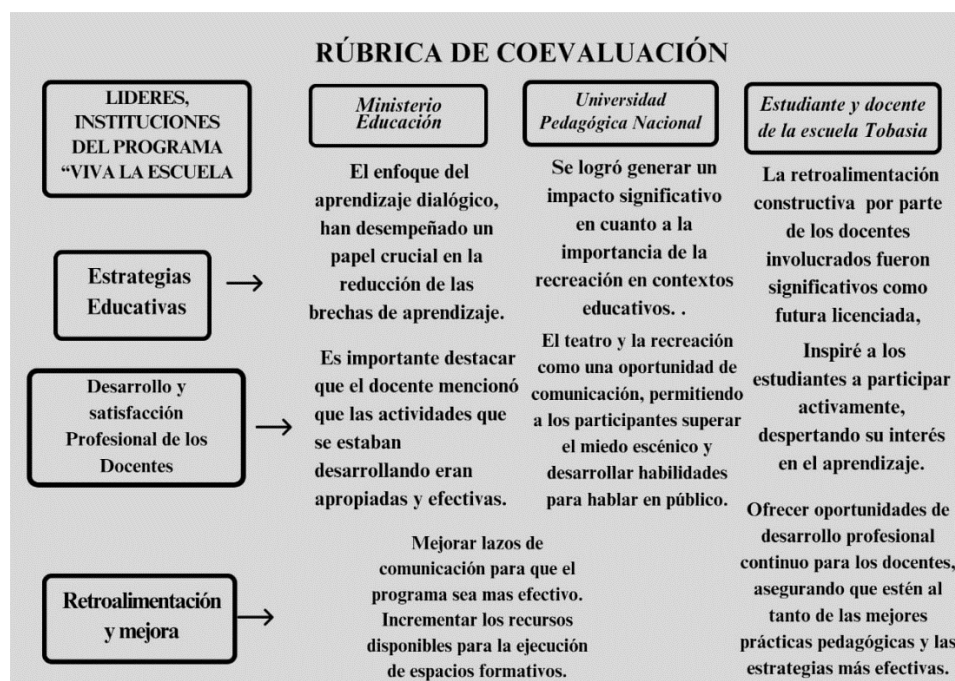 RÚBRICA DE COEVALUACIÓN
LIDERES,
INSTITUCIONES
DEL PROGRAMA
“VIVA LA ESCUELA
Ministerio
Educación
Universidad
Pedagógica Nacional
Estudiante y docente
de la escuela Tobasia
Estrategias
Educativas
El enfoque del
aprendizaje dialógico,
han desempeñado un
papel crucial en la
reducción de las
brechas de aprendizaje.
Se logró generar un
impacto significativo
en cuanto a la
importancia de la
recreación en contextos
educativos. .
La retroalimentación
constructiva por parte
de los docentes
involucrados fueron
significativos como
futura licenciada,
Desarrollo y
satisfacción
Profesional de los
Docentes
Es importante destacar
que el docente mencionó
que las actividades que
se estaban
desarrollando eran
apropiadas y efectivas.
El teatro y la recreación
como una oportunidad de
comunicación, permitiendo
a los participantes superar
el miedo escénico y
desarrollar habilidades
para hablar en público.
Inspiré a los
estudiantes a participar
activamente,
despertando su interés
en el aprendizaje.
Retroalimentación
y mejora
Mejorar lazos de
comunicación para que el
programa sea mas efectivo.
Incrementar los recursos
disponibles para la ejecución
de espacios formativos.
Ofrecer oportunidades de
desarrollo profesional
continuo para los docentes,
asegurando que estén al
tanto de las mejores
prácticas pedagógicas y las
estrategias más efectivas.